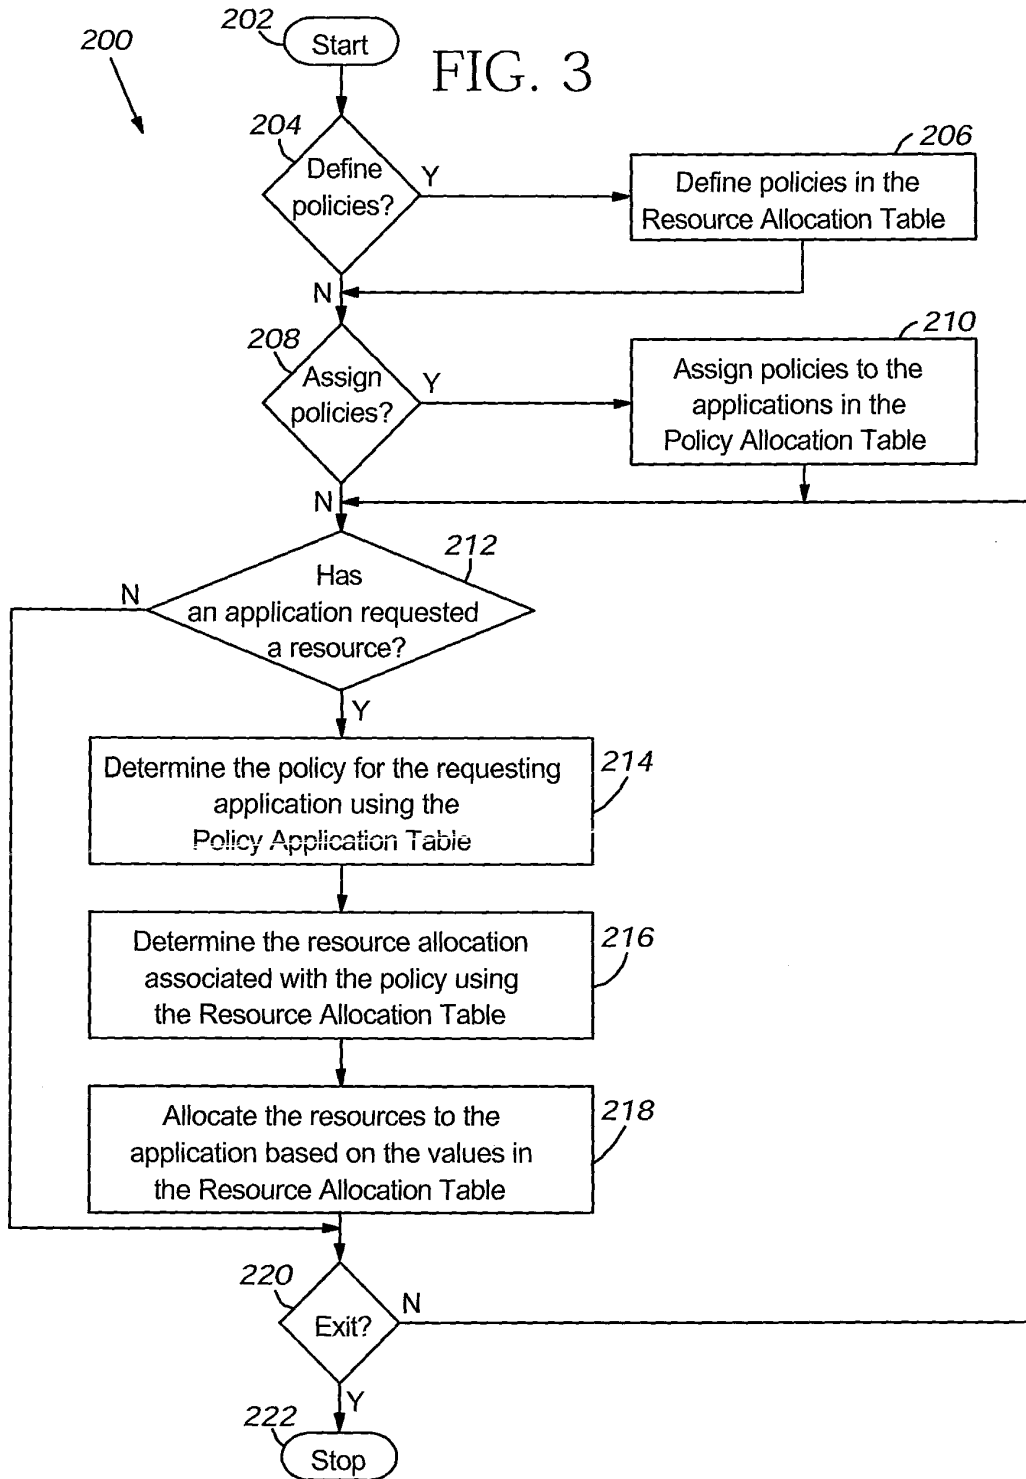 200
202
Start
FIG. 3
204
Define
policies?
Y
206
Define policies in the
Resource Allocation Table
N
208
Assign
policies?
Y
210
Assign policies to the
applications in the
Policy Allocation Table
N
212
Has
an application requested
a resource?
N
Y
214
Determine the policy for the requesting
application using the
Policy Application Table
216
Determine the resource allocation
associated with the policy using
the Resource Allocation Table
218
Allocate the resources to the
application based on the values in
the Resource Allocation Table
220
Exit?
N
Y
222
Stop